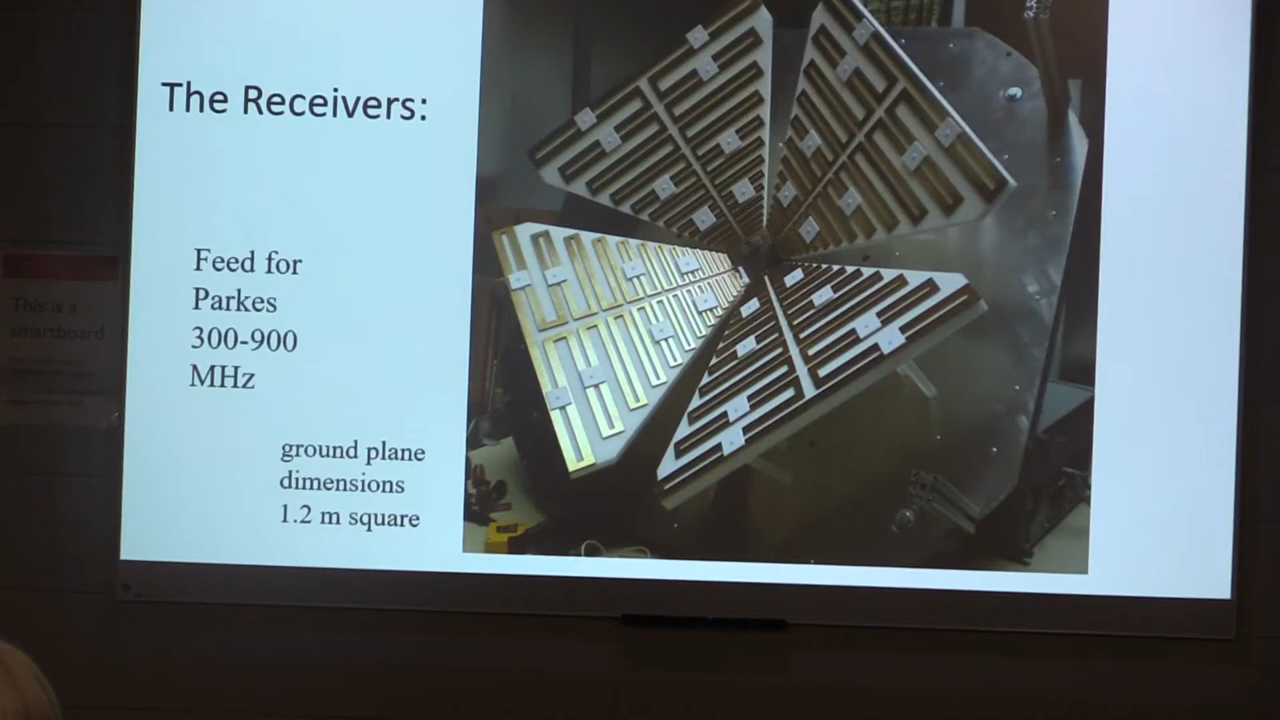 The Receivers:
Feed for
Parkes
300-900
MHz
ground plane
dimensions
1.2 m square
This is a
smartboard